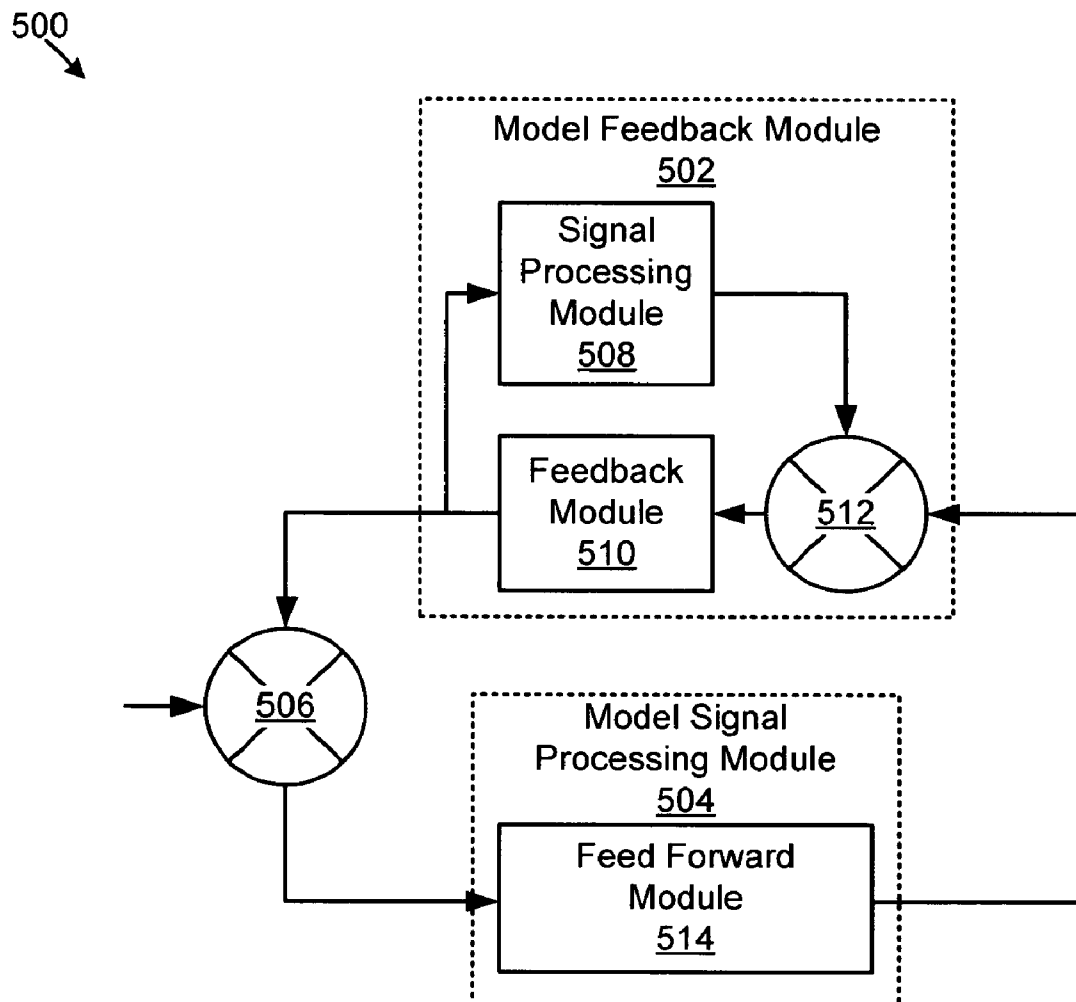 500
Model Feedback Module
502
Signal
Processing
Module
508
Feedback
Module
510
512
506
Model Signal
Processing Module
504
Feed Forward
Module
514